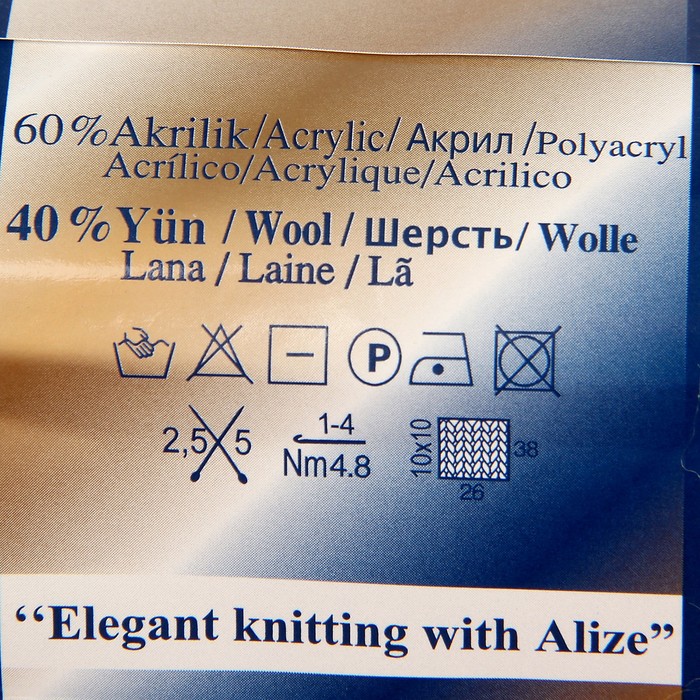 60%Akrilik/Acrylic/ Акрил /Polyacryl
Acrílico/Acrylique/Acrilico
40 % Yün / Wool / Шерсть/ Wolle
Lana / Laine / Lã
P
2,5 5
1-4
Nm4.8
10x10
38
26
“Elegant knitting with Alize”